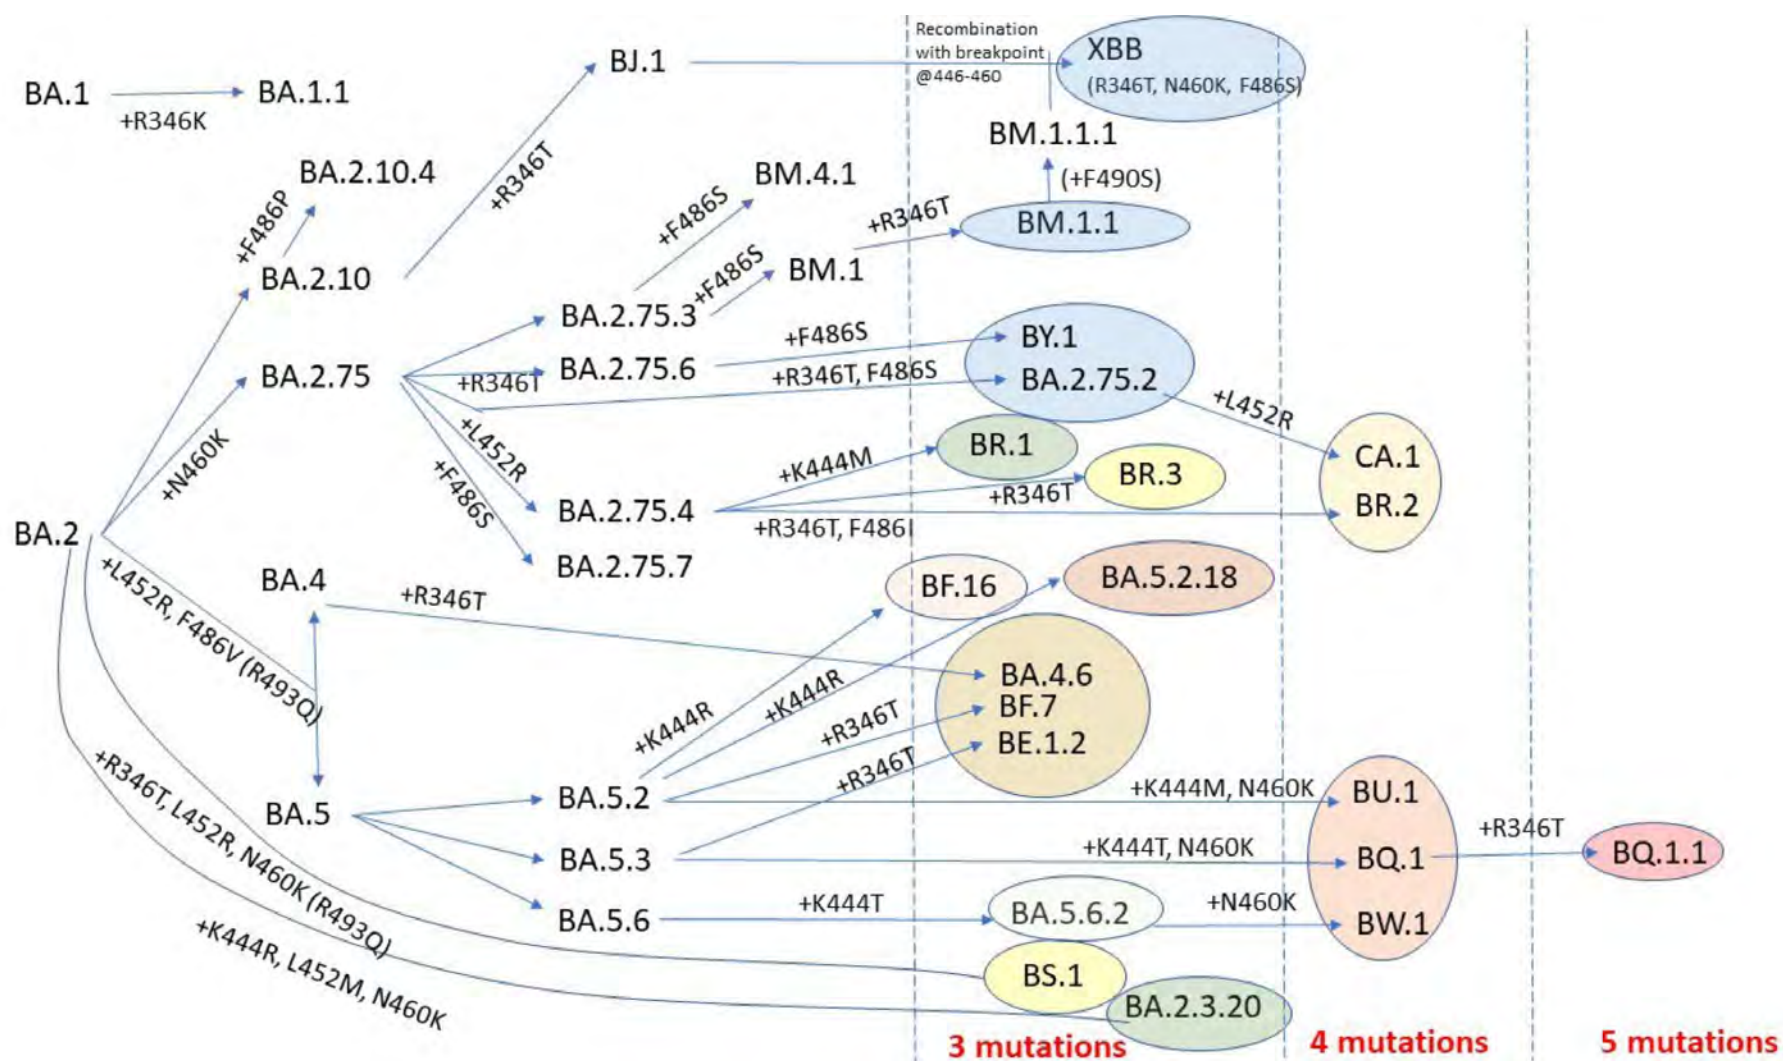 Recombination
with breakpoint
@446-460
XBB
(R346T, N460K, F486S)
BJ.1
BA.1
BA.1.1
+R346K
BM.1.1.1
(+F490S)
BA.2.10.4
+R346T
BM.4.1
+F486P
+F486S
+R346T
BM.1.1
BA.2.10
+F486S
BM.1
BA.2.75.3
+F486S
BY.1
BA.2.75
+R346T
BA.2.75.6
+R346T, F486S
BA.2.75.2
+L452R
+N460K
+L452R
+F486S
+K444M
BR.1
BR.3
CA.1
+R346T
BR.2
BA.2.75.4
+R346T, F486I
BA.2
BA.2.75.7
+L452R, F486V (R493Q)
BA.4
+R346T
BF.16
BA.5.2.18
+K444R
+K444R
BA.4.6
BF.7
BE.1.2
+R346T
+R346T
BA.5.2
+K444M, N460K
BU.1
+R346T, L452R, N460K (R493Q)
BA.5
BA.5.3
+K444T, N460K
BQ.1
+R346T
BQ.1.1
BA.5.6
+K444T
BA.5.6.2
+N460K
BW.1
+K444R, L452M, N460K
BS.1
BA.2.3.20
3 mutations
4 mutations
5 mutations